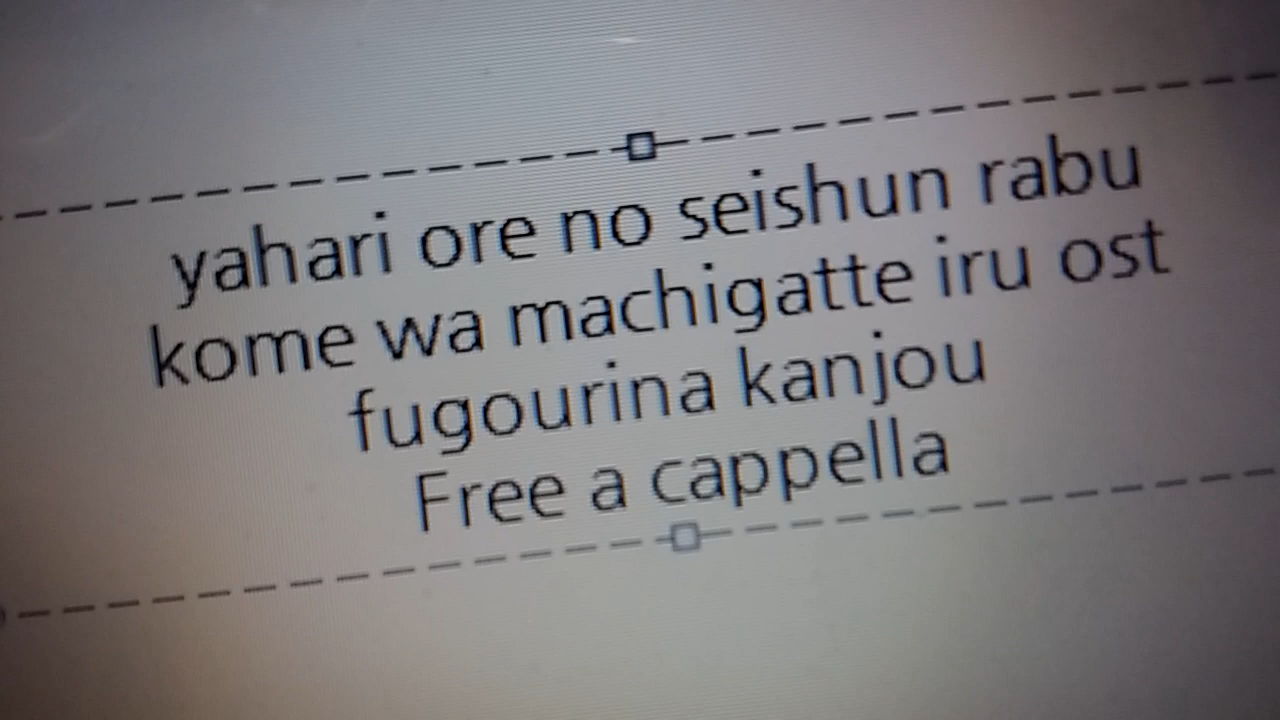 yahari ore no seishun rabu
kome wa machigatte iru ost
fugourina kanjou
Free a cappella